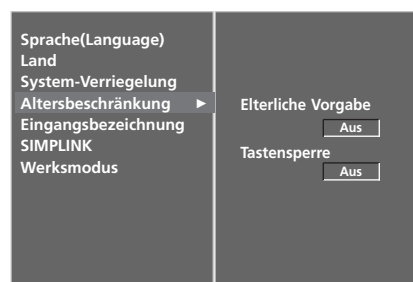 Sprache(Language)
Land
System-Verriegelung
Altersbeschränkung ►
Eingangsbezeichnung
SIMPLINK
Werksmodus
Elterliche Vorgabe
Aus
Tastensperre
Aus